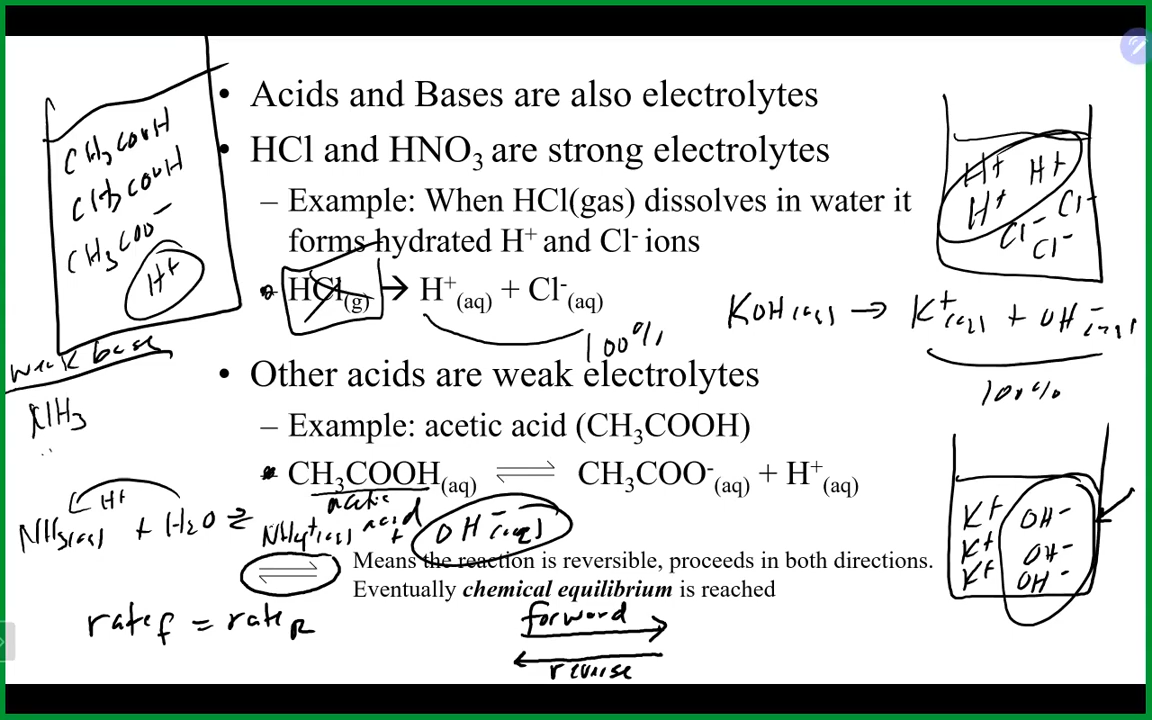 • Acids and Bases are also electrolytes
• HCl and HNO₃ are strong electrolytes
– Example: When HCl(gas) dissolves in water it
forms hydrated H⁺ and Cl⁻ ions
HCl(g) → H⁺(aq) + Cl⁻(aq)
100%
• Other acids are weak electrolytes
– Example: acetic acid (CH₃COOH)
CH₃COOH(aq) ⇌ CH₃COO⁻(aq) + H⁺(aq)
acetic
acid
⇌ Means the reaction is reversible, proceeds in both directions.
Eventually chemical equilibrium is reached
CH₃COOH
CH₃COOH
CH₃COO⁻
H⁺
weak base
NH₃
H⁺
NH₃(aq) + H₂O ⇌ NH₄⁺(aq) + OH⁻(aq)
rate f = rate R
forward
reverse
H⁺ H⁺
H⁺ Cl⁻
Cl⁻
Cl⁻
KOH(aq) → K⁺(aq) + OH⁻(aq)
100%
K⁺ OH⁻
K⁺ OH⁻
K⁺ OH⁻